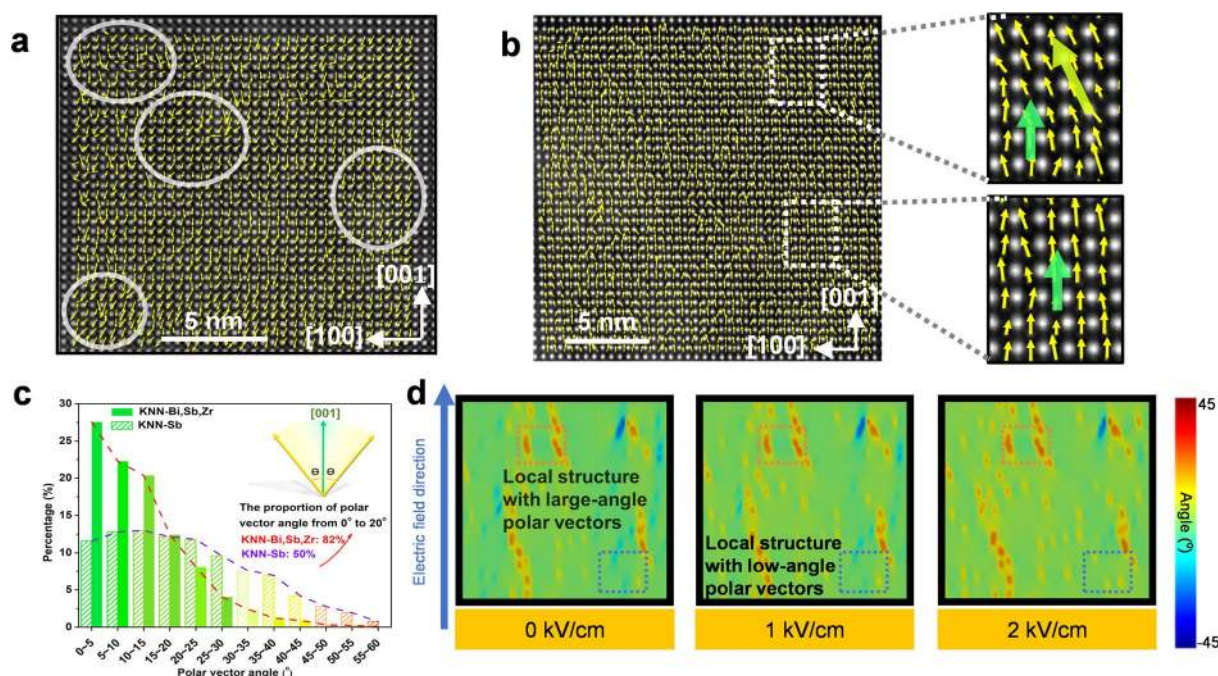 a
[001]
[100]
5 nm
b
[001]
[100]
5 nm
c
KNN-Bi,Sb,Zr
KNN-Sb
[001]
Θ Θ
The proportion of polar
vector angle from 0° to 20°
KNN-Bi,Sb,Zr: 82%
KNN-Sb: 50%
Percentage (%)
30
25
20
15
10
5
0
0~5
5~10
10~15
15~20
20~25
25~30
30~35
35~40
40~45
45~50
50~55
55~60
Polar vector angle (°)
d
Electric field direction
Local structure
with large-angle
polar vectors
Local structure
with low-angle
polar vectors
0 kV/cm
1 kV/cm
2 kV/cm
45
Angle (°)
-45